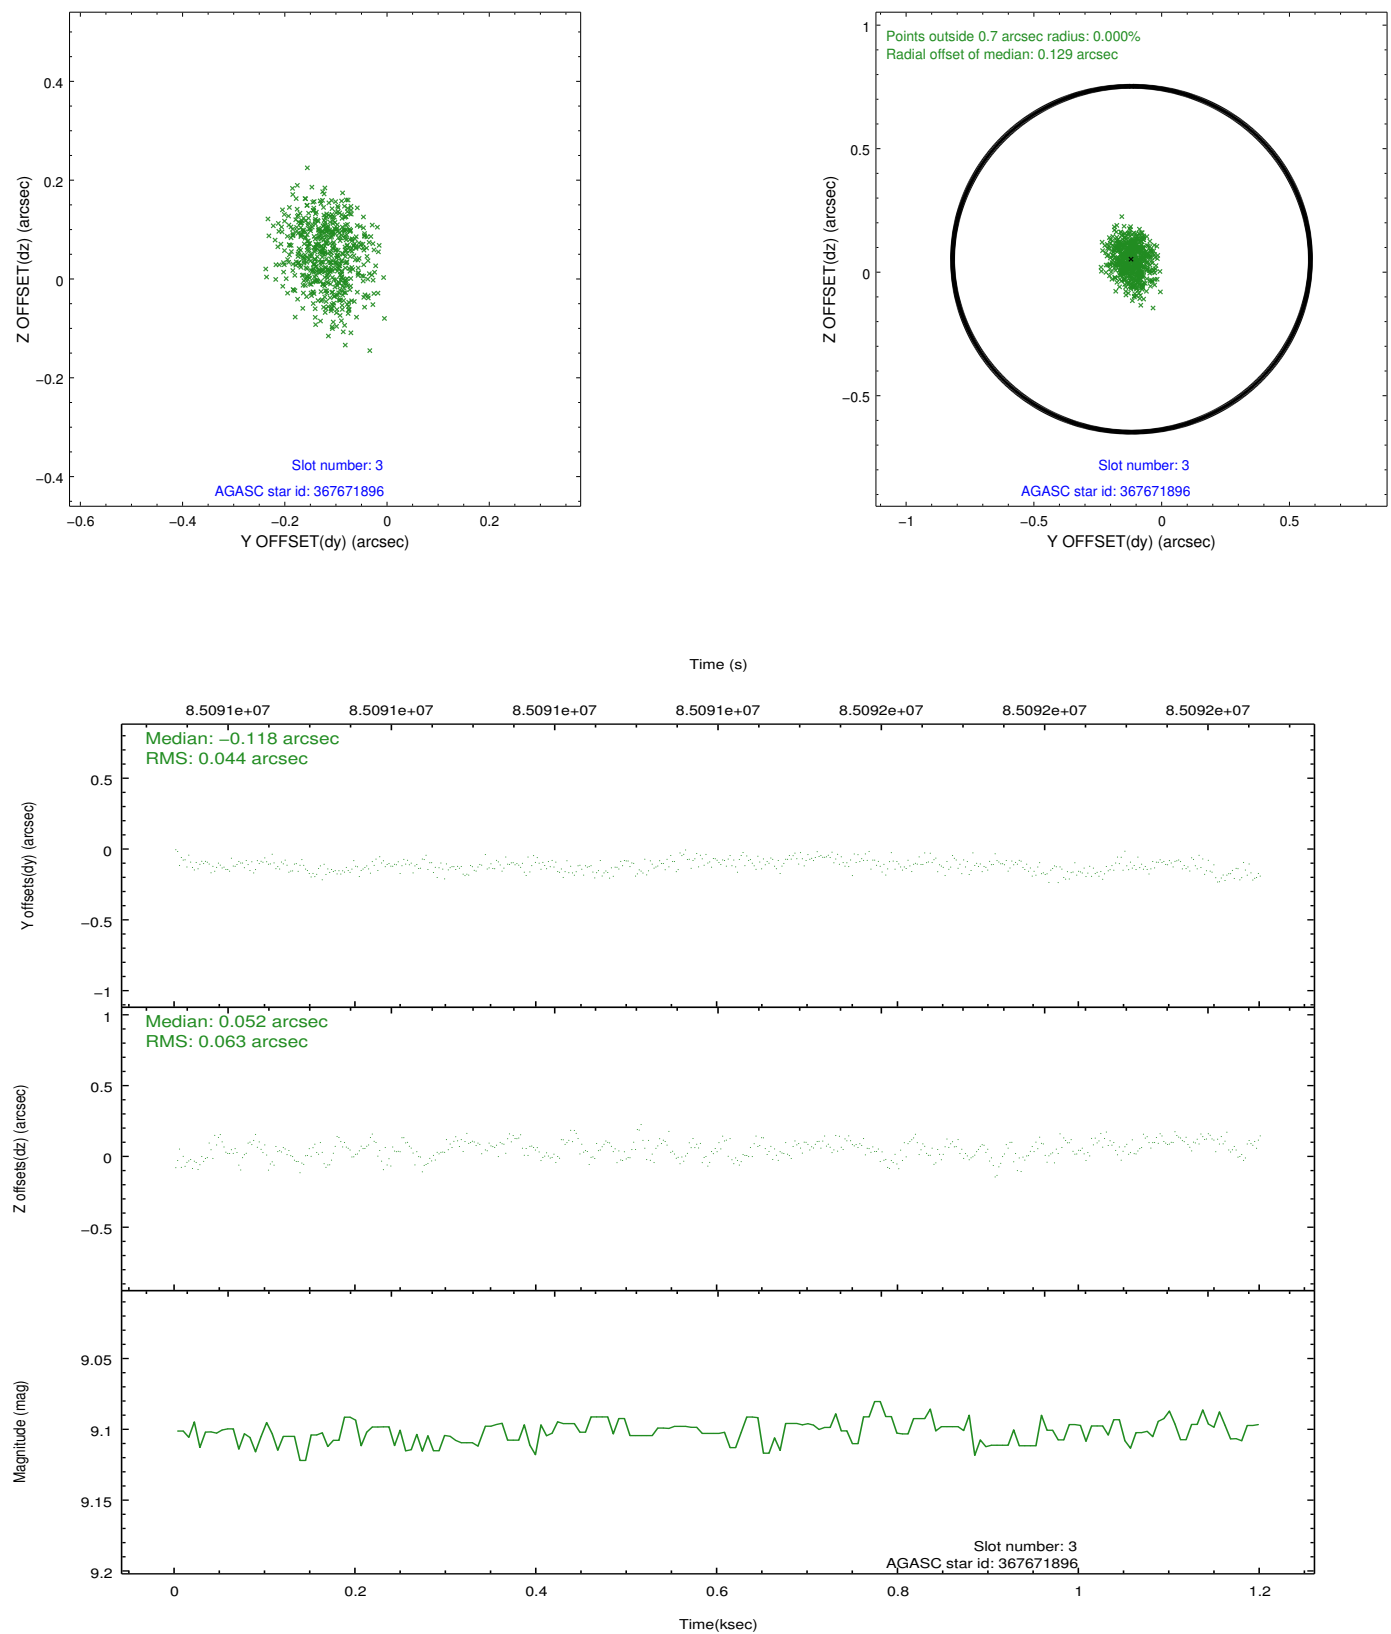 0.4
0.2
0
−0.2
−0.4
Z OFFSET(dz) (arcsec)
Slot number: 3
AGASC star id: 367671896
−0.6
−0.4
−0.2
0
0.2
Y OFFSET(dy) (arcsec)
Points outside 0.7 arcsec radius: 0.000%
Radial offset of median: 0.129 arcsec
1
0.5
0
−0.5
Z OFFSET(dz) (arcsec)
Slot number: 3
AGASC star id: 367671896
−1
−0.5
0
0.5
Y OFFSET(dy) (arcsec)
Time (s)
8.5091e+07
8.5091e+07
8.5091e+07
8.5091e+07
8.5092e+07
8.5092e+07
8.5092e+07
Median: −0.118 arcsec
RMS: 0.044 arcsec
0.5
0
−0.5
−1
Y offsets(dy) (arcsec)
Median: 0.052 arcsec
RMS: 0.063 arcsec
1
0.5
0
−0.5
Z offsets(dz) (arcsec)
9.05
9.1
9.15
9.2
Magnitude (mag)
Slot number: 3
AGASC star id: 367671896
0
0.2
0.4
0.6
0.8
1
1.2
Time(ksec)